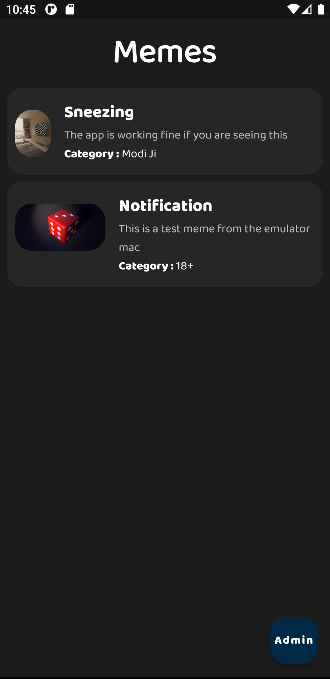 10:45
Memes
Sneezing
The app is working fine if you are seeing this
Category : Modi Ji
Notification
This is a test meme from the emulator
mac
Category : 18+
Admin